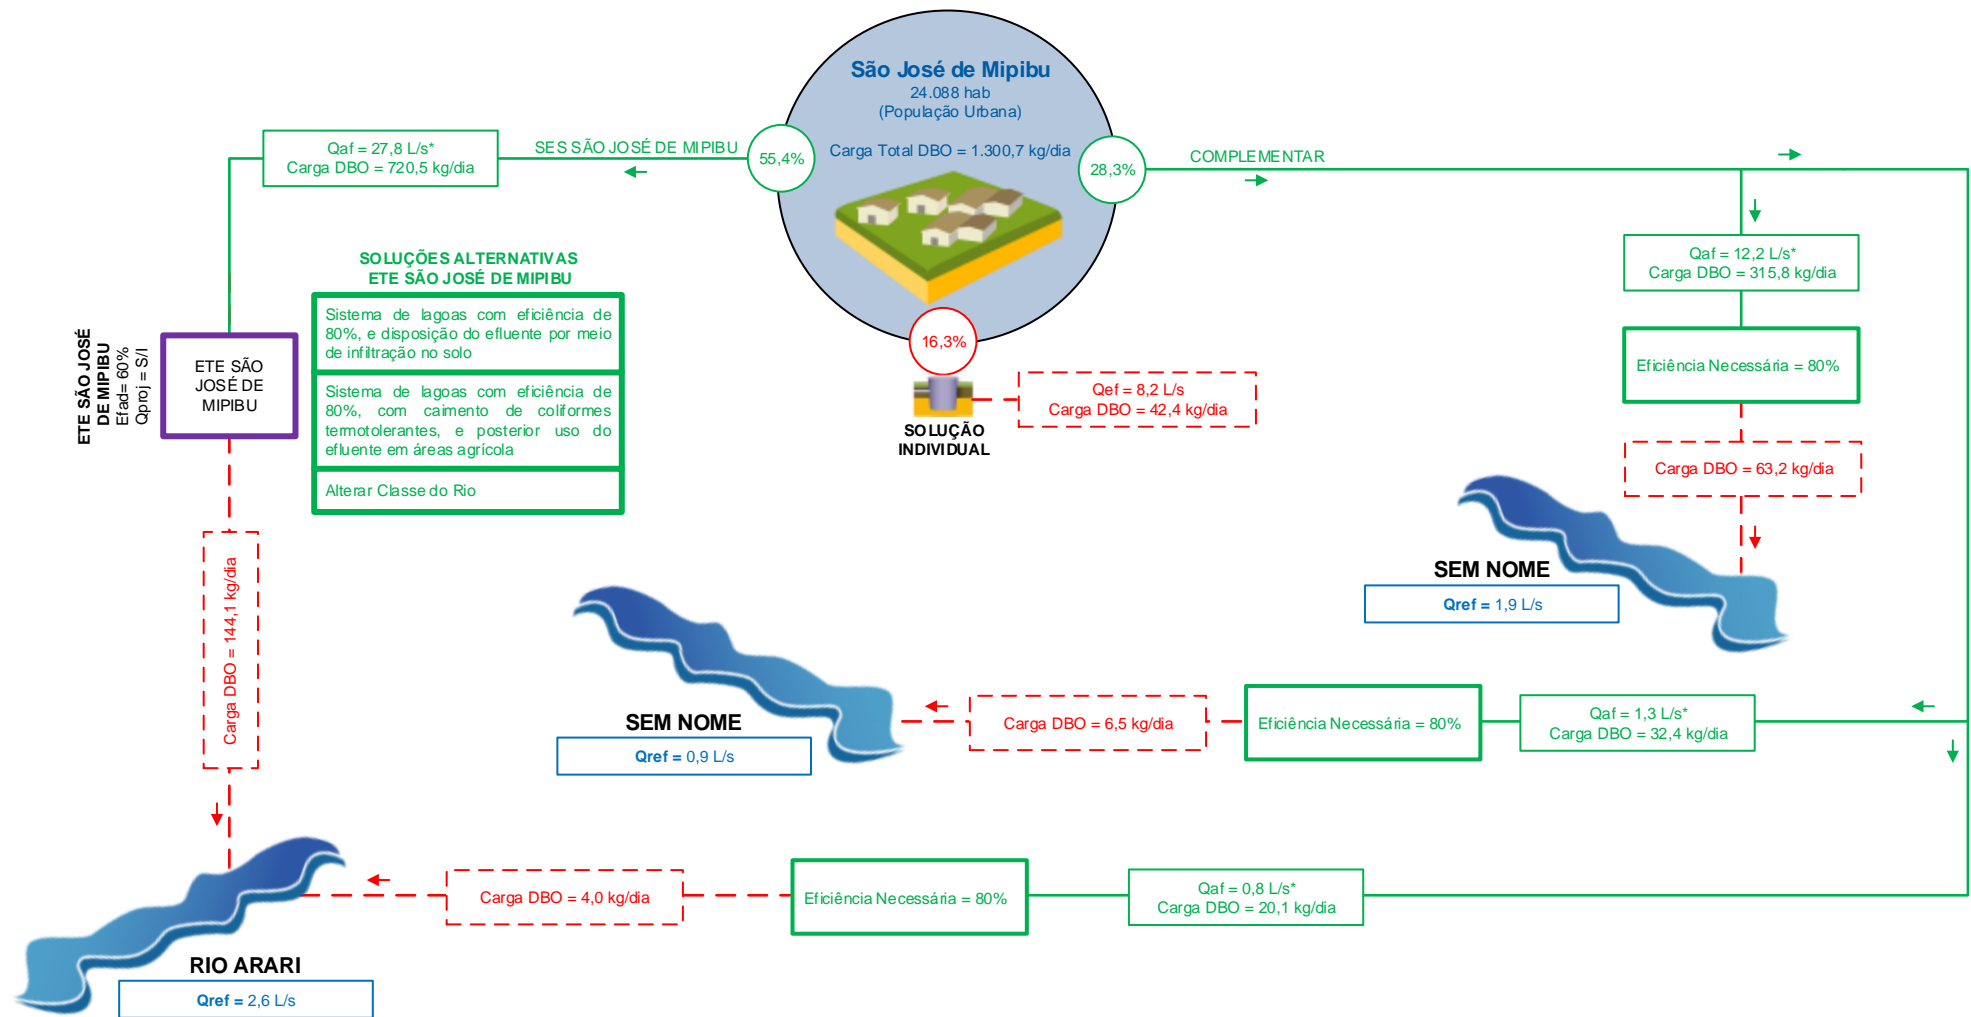 São José de Mipibu
24.088 hab
(População Urbana)
Carga Total DBO = 1.300,7 kg/dia
55,4%
28,3%
16,3%
SES SÃO JOSÉ DE MIPIBU
Qaf = 27,8 L/s*
Carga DBO = 720,5 kg/dia
COMPLEMENTAR
Qaf = 12,2 L/s*
Carga DBO = 315,8 kg/dia
Eficiência Necessária = 80%
Carga DBO = 63,2 kg/dia
SOLUÇÕES ALTERNATIVAS
ETE SÃO JOSÉ DE MIPIBU
Sistema de lagoas com eficiência de
80%, e disposição do efluente por meio
de infiltração no solo
Sistema de lagoas com eficiência de
80%, com caimento de coliformes
termotolerantes, e posterior uso do
efluente em áreas agrícola
Alterar Classe do Rio
ETE SÃO JOSÉ
DE MIPIBU
Efad= 60%
Qproj = S/I
ETE SÃO
JOSÉ DE
MIPIBU
Qef = 8,2 L/s
Carga DBO = 42,4 kg/dia
SOLUÇÃO
INDIVIDUAL
Carga DBO = 144,1 kg/dia
SEM NOME
Qref = 1,9 L/s
SEM NOME
Qref = 0,9 L/s
Carga DBO = 6,5 kg/dia
Eficiência Necessária = 80%
Qaf = 1,3 L/s*
Carga DBO = 32,4 kg/dia
Carga DBO = 4,0 kg/dia
Eficiência Necessária = 80%
Qaf = 0,8 L/s*
Carga DBO = 20,1 kg/dia
RIO ARARI
Qref = 2,6 L/s